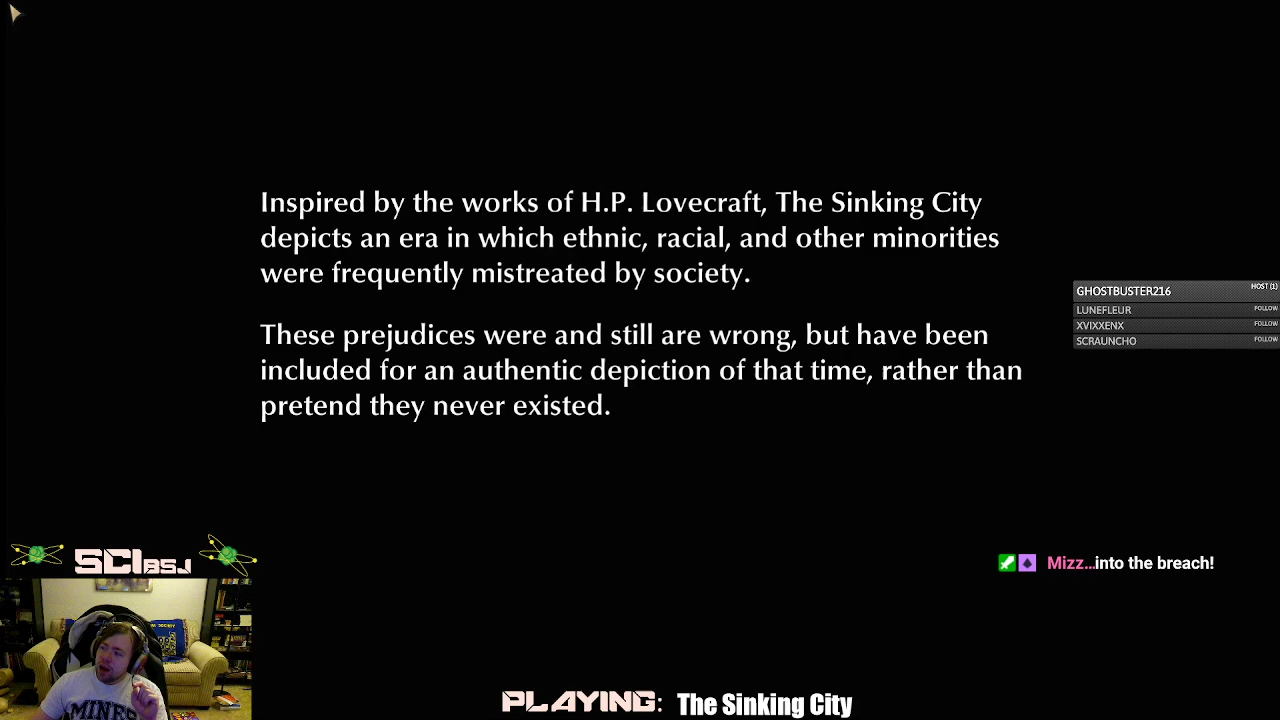 Inspired by the works of H.P. Lovecraft, The Sinking City
depicts an era in which ethnic, racial, and other minorities
were frequently mistreated by society.
These prejudices were and still are wrong, but have been
included for an authentic depiction of that time, rather than
pretend they never existed.
GHOSTBUSTER216 HOST (1)
LUNEFLEUR FOLLOW
XVIXXENX FOLLOW
SCRAUNCHO FOLLOW
Mizz...into the breach!
SCIBSJ
MINES
PLAYING: The Sinking City